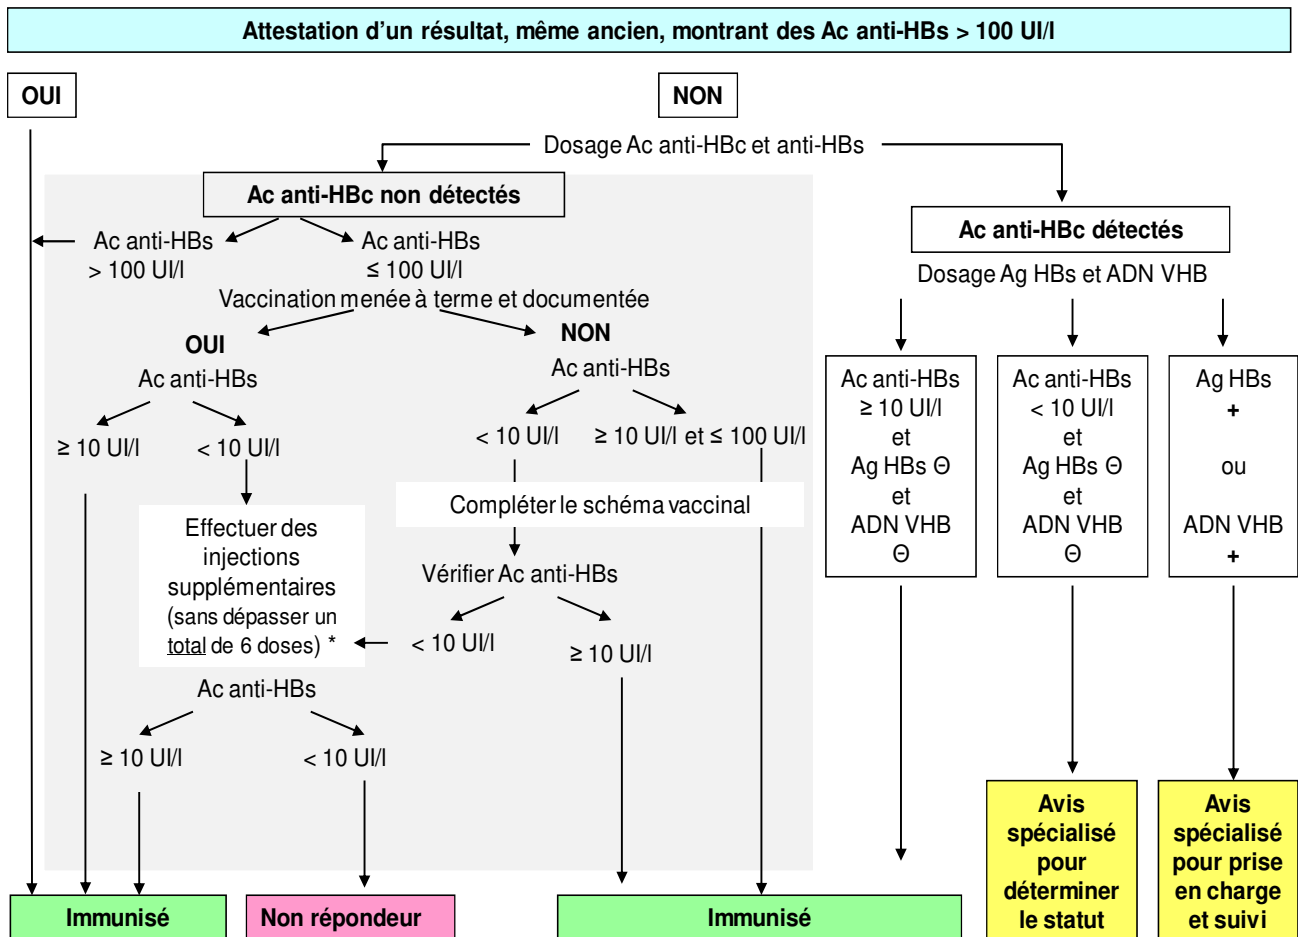 Attestation d'un résultat, même ancien, montrant des Ac anti-HBs > 100 UI/l
OUI
NON
Dosage Ac anti-HBc et anti-HBs
Ac anti-HBc non détectés
Ac anti-HBs
> 100 UI/l
Ac anti-HBs
≤ 100 UI/l
Vaccination menée à terme et documentée
OUI
Ac anti-HBs
≥ 10 UI/l
< 10 UI/l
NON
Ac anti-HBs
< 10 UI/l
≥ 10 UI/l et ≤ 100 UI/l
Effectuer des
injections
supplémentaires
(sans dépasser un
total de 6 doses) *
Compléter le schéma vaccinal
Vérifier Ac anti-HBs
< 10 UI/l
≥ 10 UI/l
Ac anti-HBs
≥ 10 UI/l
< 10 UI/l
Ac anti-HBc détectés
Dosage Ag HBs et ADN VHB
Ac anti-HBs
≥ 10 UI/l
et
Ag HBs Θ
et
ADN VHB
Θ
Ac anti-HBs
< 10 UI/l
et
Ag HBs Θ
et
ADN VHB
Θ
Ag HBs
+
ou
ADN VHB
+
Immunisé
Non répondeur
Immunisé
Avis
spécialisé
pour
déterminer
le statut
Avis
spécialisé
pour prise
en charge
et suivi